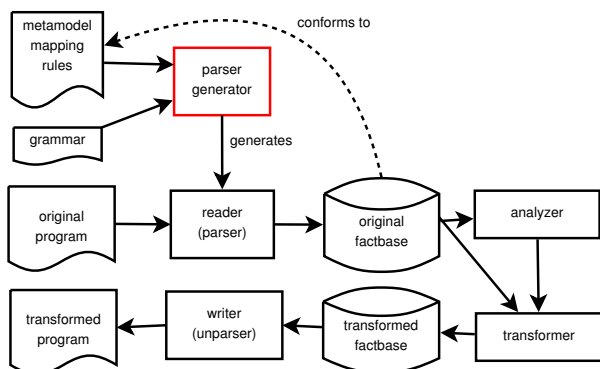 metamodel
mapping
rules
conforms to
parser
generator
grammar
generates
original
program
reader
(parser)
original
factbase
analyzer
transformed
program
writer
(unparser)
transformed
factbase
transformer